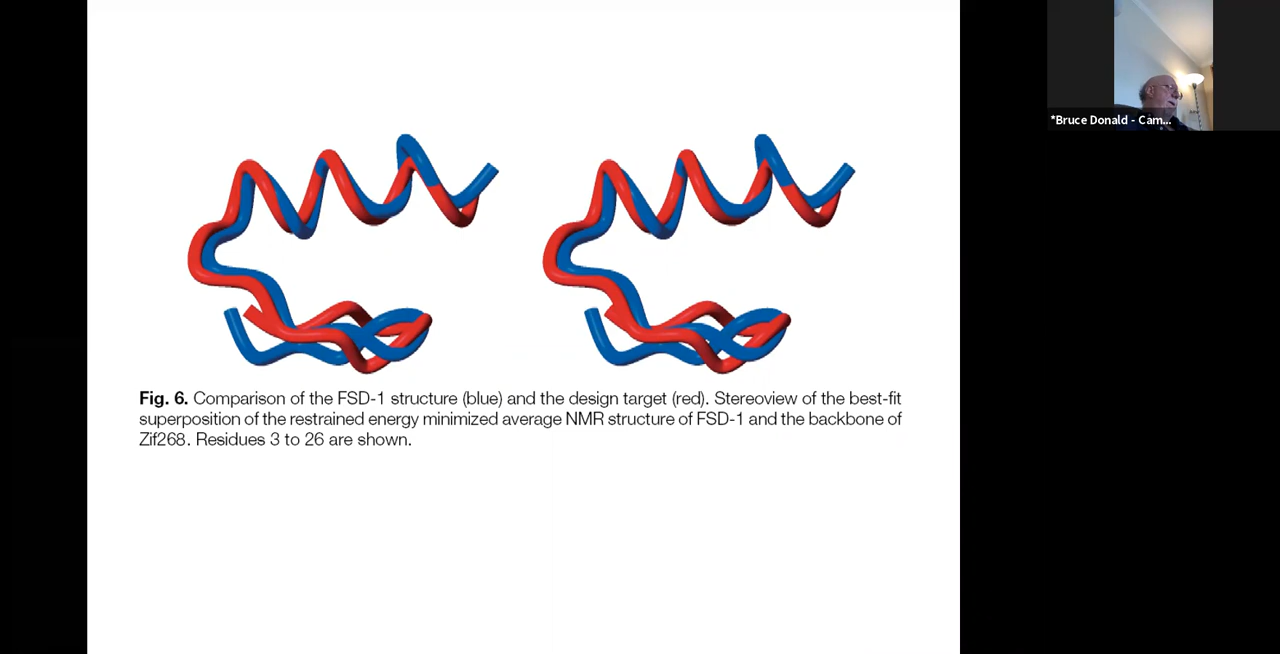 *Bruce Donald - Cam...
Fig. 6. Comparison of the FSD-1 structure (blue) and the design target (red). Stereoview of the best-fit
superposition of the restrained energy minimized average NMR structure of FSD-1 and the backbone of
Zif268. Residues 3 to 26 are shown.